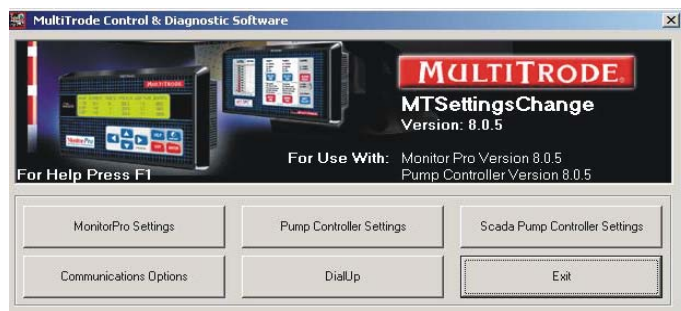 MultiTrode Control & Diagnostic Software
MULTITRODE
MTSettingsChange
Version: 8.0.5
For Use With: Monitor Pro Version 8.0.5
Pump Controller Version 8.0.5
For Help Press F1
MonitorPro Settings
Pump Controller Settings
Scada Pump Controller Settings
Communications Options
DialUp
Exit